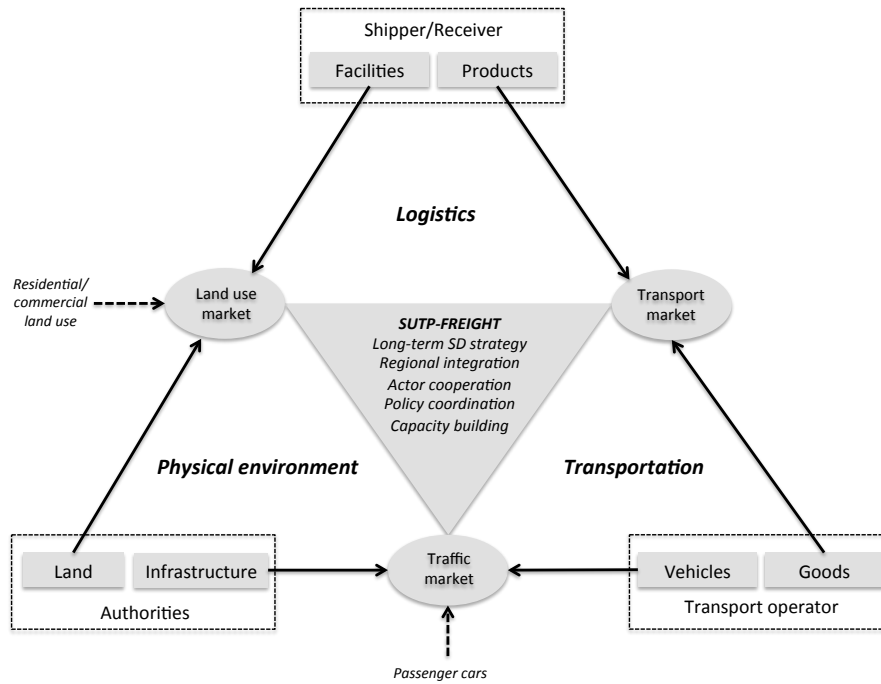 Shipper/Receiver
Facilities
Products
Logistics
Residential/
commercial
land use
Land use
market
Transport
market
SUTP-FREIGHT
Long-term SD strategy
Regional integration
Actor cooperation
Policy coordination
Capacity building
Physical environment
Transportation
Land
Infrastructure
Authorities
Traffic
market
Vehicles
Goods
Transport operator
Passenger cars